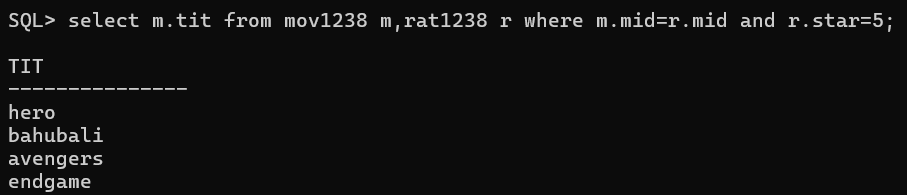 SQL> select m.tit from mov1238 m,rat1238 r where m.mid=r.mid and r.star=5;
TIT
---------------
hero
bahubali
avengers
endgame